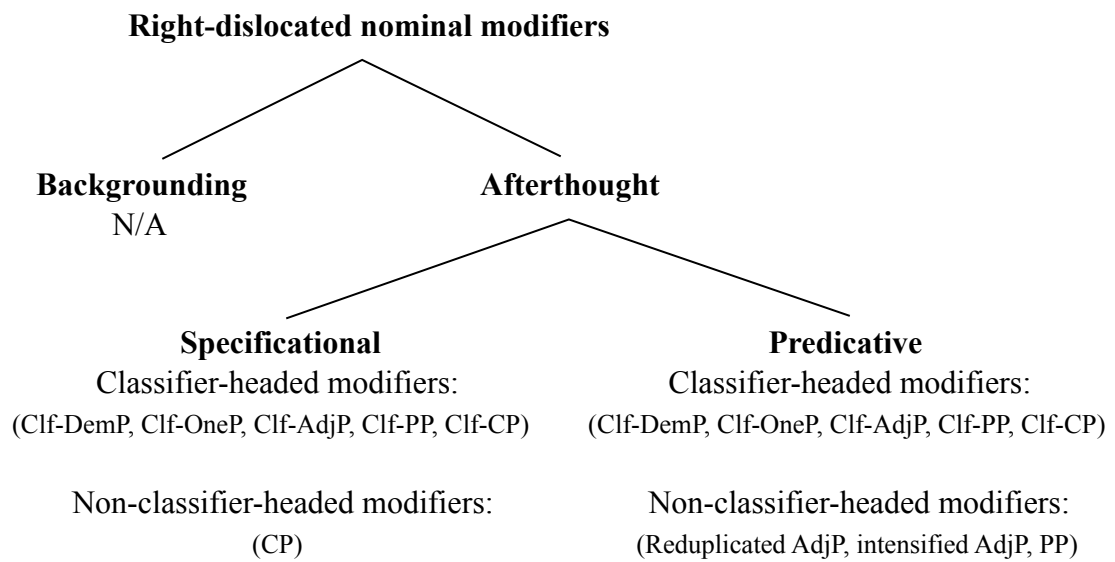 Right-dislocated nominal modifiers
Backgrounding
N/A
Afterthought
Specificational
Classifier-headed modifiers:
(Clf-DemP, Clf-OneP, Clf-AdjP, Clf-PP, Clf-CP)
Non-classifier-headed modifiers:
(CP)
Predicative
Classifier-headed modifiers:
(Clf-DemP, Clf-OneP, Clf-AdjP, Clf-PP, Clf-CP)
Non-classifier-headed modifiers:
(Reduplicated AdjP, intensified AdjP, PP)